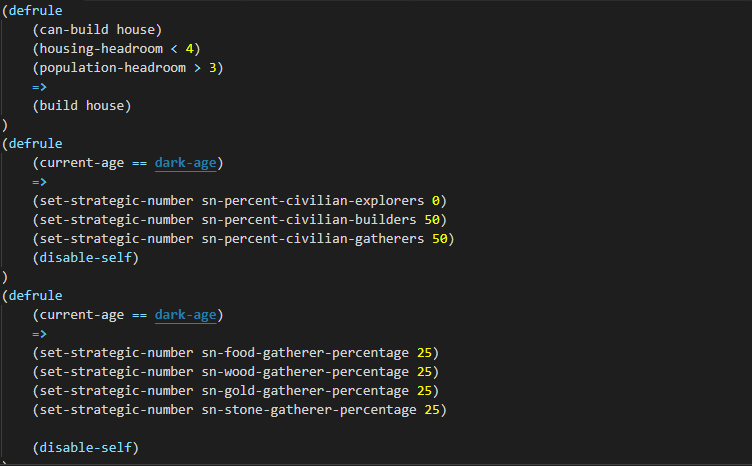 (defrule
    (can-build house)
    (housing-headroom < 4)
    (population-headroom > 3)
    =>
    (build house)
)
(defrule
    (current-age == dark-age)
    =>
    (set-strategic-number sn-percent-civilian-explorers 0)
    (set-strategic-number sn-percent-civilian-builders 50)
    (set-strategic-number sn-percent-civilian-gatherers 50)
    (disable-self)
)
(defrule
    (current-age == dark-age)
    =>
    (set-strategic-number sn-food-gatherer-percentage 25)
    (set-strategic-number sn-wood-gatherer-percentage 25)
    (set-strategic-number sn-gold-gatherer-percentage 25)
    (set-strategic-number sn-stone-gatherer-percentage 25)

    (disable-self)
)